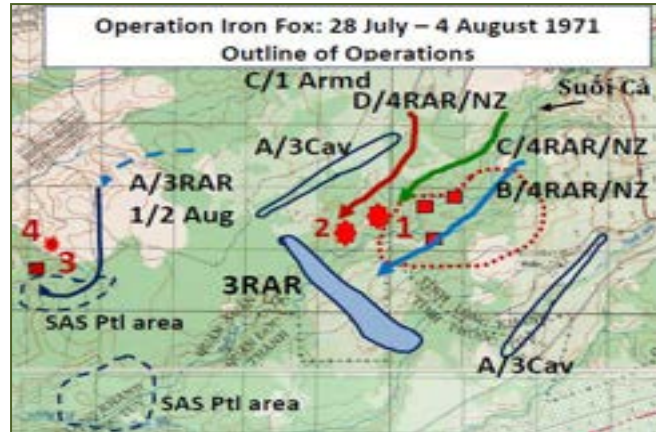 Operation Iron Fox: 28 July – 4 August 1971
Outline of Operations
C/1 Armd
D/4RAR/NZ
Suối Cả
A/3Cav
C/4RAR/NZ
A/3RAR
1/2 Aug
B/4RAR/NZ
4
2
1
3
3RAR
SAS Ptl area
A/3Cav
SAS Ptl area